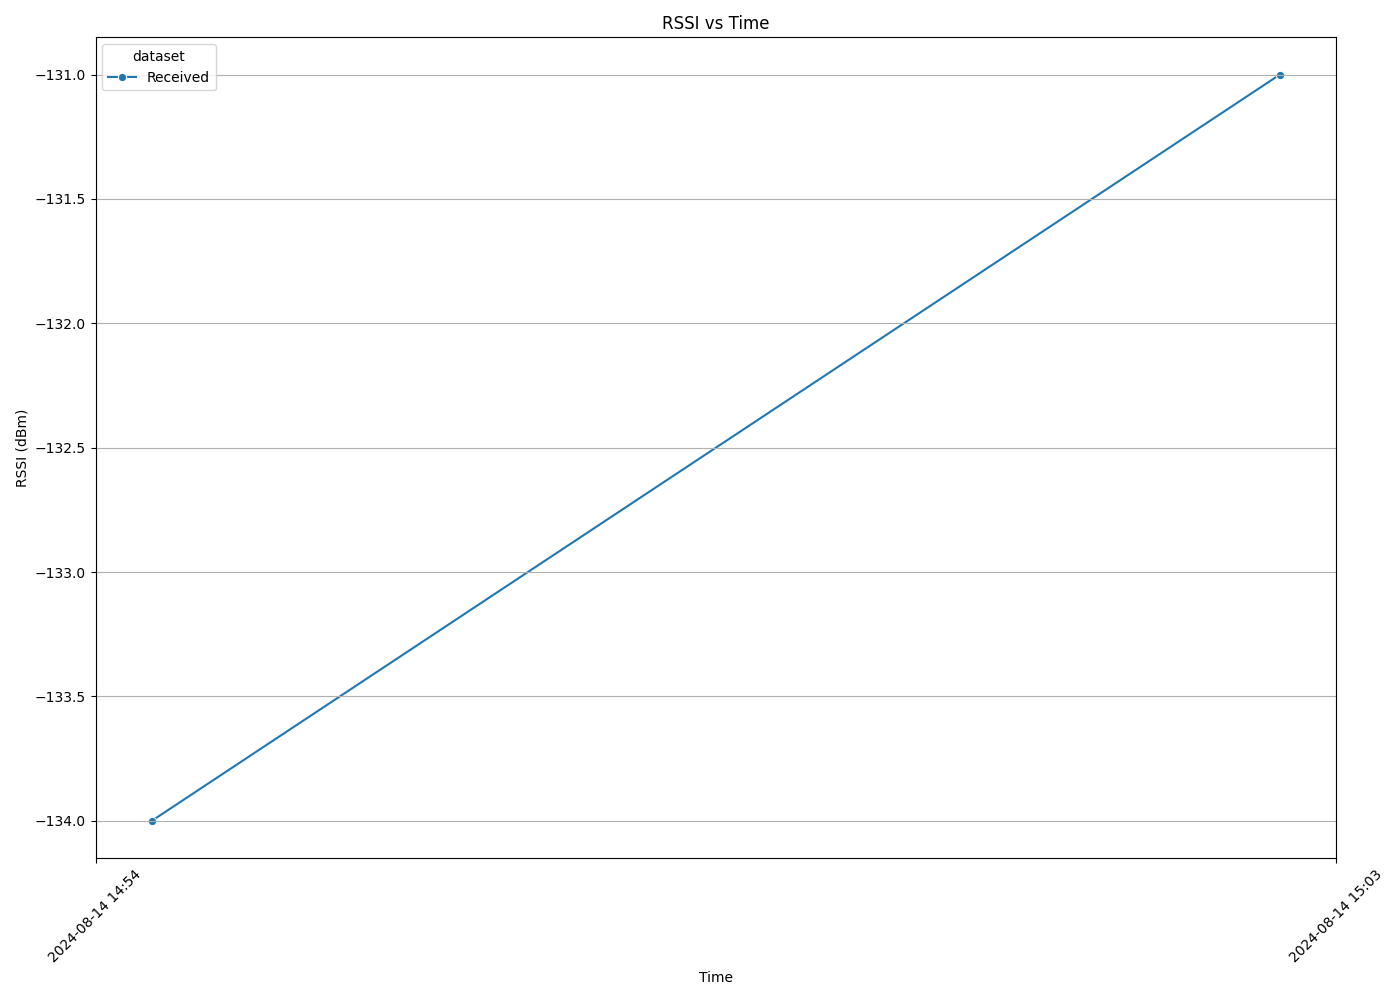 RSSI vs Time
dataset
Received
−131.0
−131.5
−132.0
−132.5
−133.0
−133.5
−134.0
RSSI (dBm)
2024-08-14 14:54
2024-08-14 15:03
Time